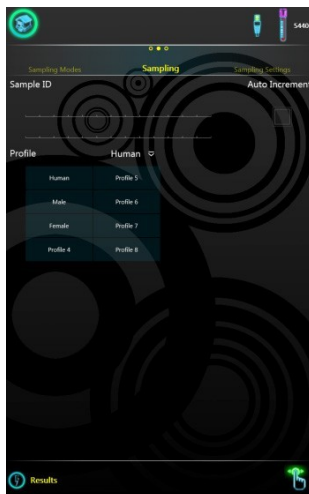 5440
Sampling Modes Sampling Sampling Settings
Sample ID Auto Increment
Profile Human
Human Profile 5
Male Profile 6
Female Profile 7
Profile 4 Profile 8
Results